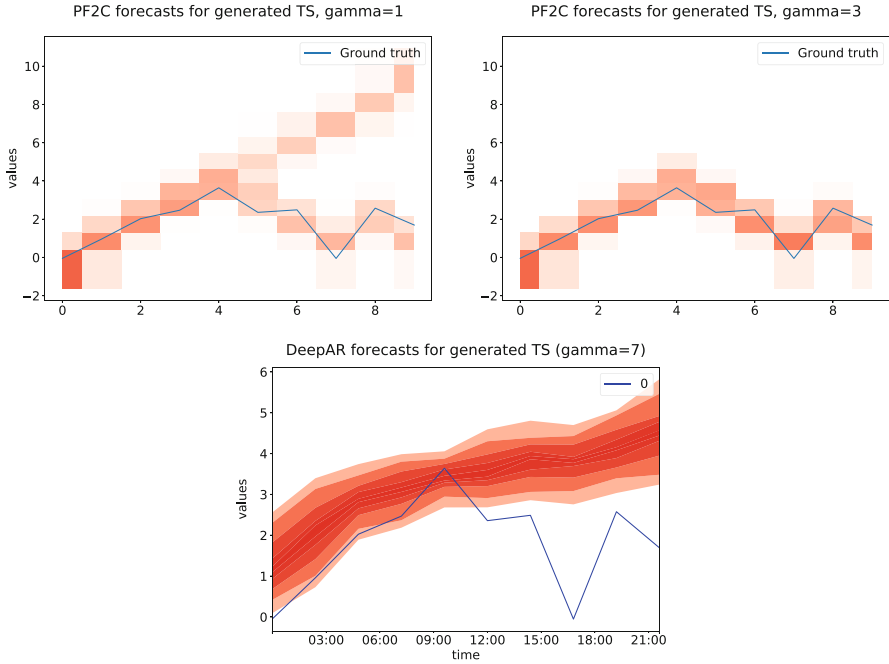 PF2C forecasts for generated TS, gamma=1
Ground truth
values
10
8
6
4
2
0
−2
0 2 4 6 8
PF2C forecasts for generated TS, gamma=3
Ground truth
values
10
8
6
4
2
0
−2
0 2 4 6 8
DeepAR forecasts for generated TS (gamma=7)
0
values
6
5
4
3
2
1
0
03:00 06:00 09:00 12:00 15:00 18:00 21:00
time